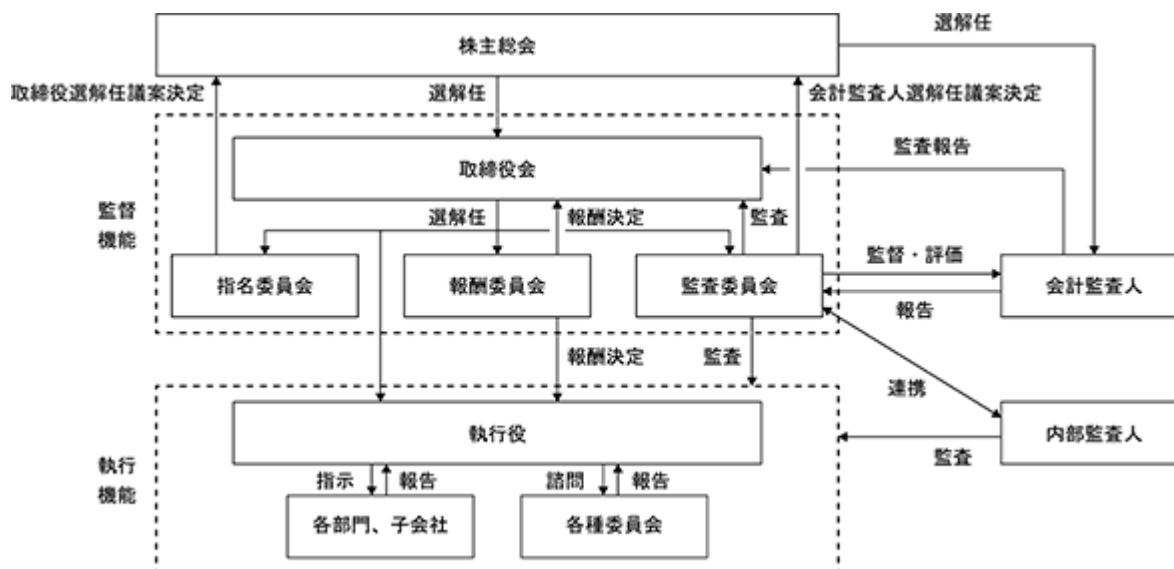 選解任
株主総会
取締役選解任議案決定
選解任
会計監査人選解任議案決定
監査報告
取締役会
監督
機能
選解任
報酬決定
監査
監督・評価
指名委員会
報酬委員会
監査委員会
会計監査人
報告
報酬決定
監査
連携
執行役
内部監査人
監査
執行
機能
指示
報告
諮問
報告
各部門、子会社
各種委員会